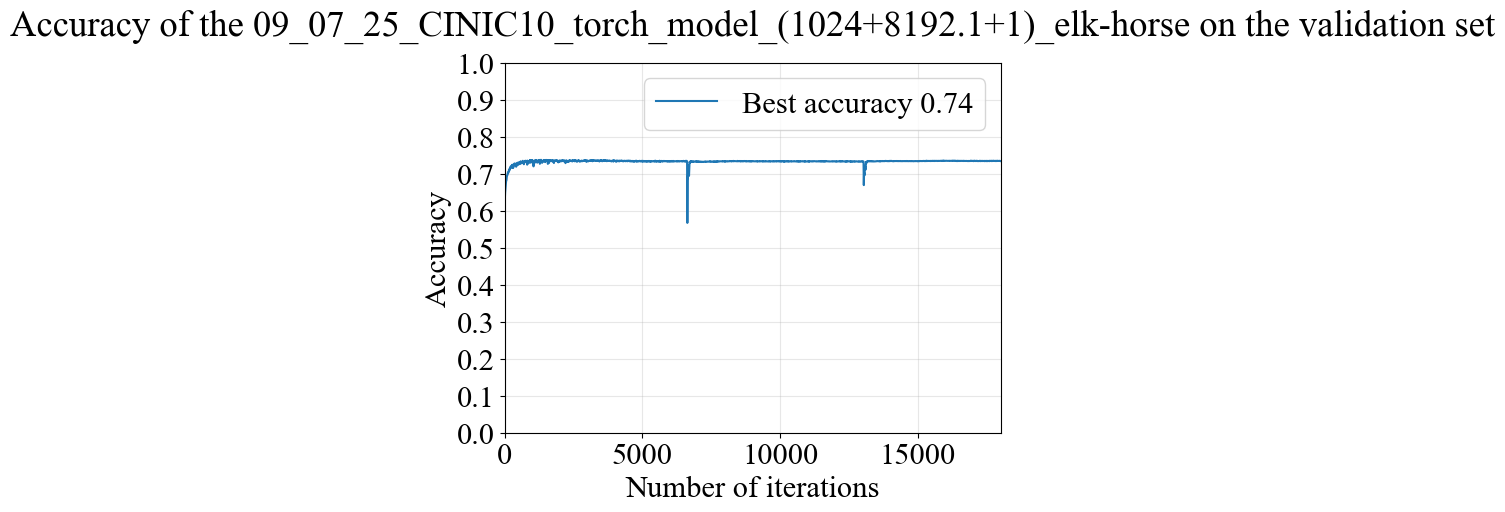 Accuracy of the 09_07_25_CINIC10_torch_model_(1024+8192.1+1)_elk-horse on the validation set
Best accuracy 0.74
Accuracy
1.0
0.9
0.8
0.7
0.6
0.5
0.4
0.3
0.2
0.1
0.0
0 5000 10000 15000
Number of iterations